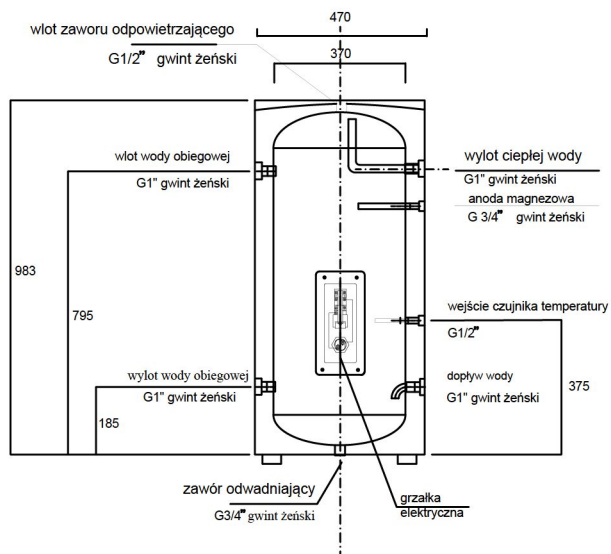 470
wlot zaworu odpowietrzającego
G1/2" gwint żeński
370
wlot wody obiegowej
G1" gwint żeński
wylot ciepłej wody
G1" gwint żeński
anoda magnezowa
G 3/4" gwint żeński
983
795
wejście czujnika temperatury
G1/2"
wylot wody obiegowej
G1" gwint żeński
dopływ wody
G1" gwint żeński
375
185
zawór odwadniający
G3/4" gwint żeński
grzałka
elektryczna